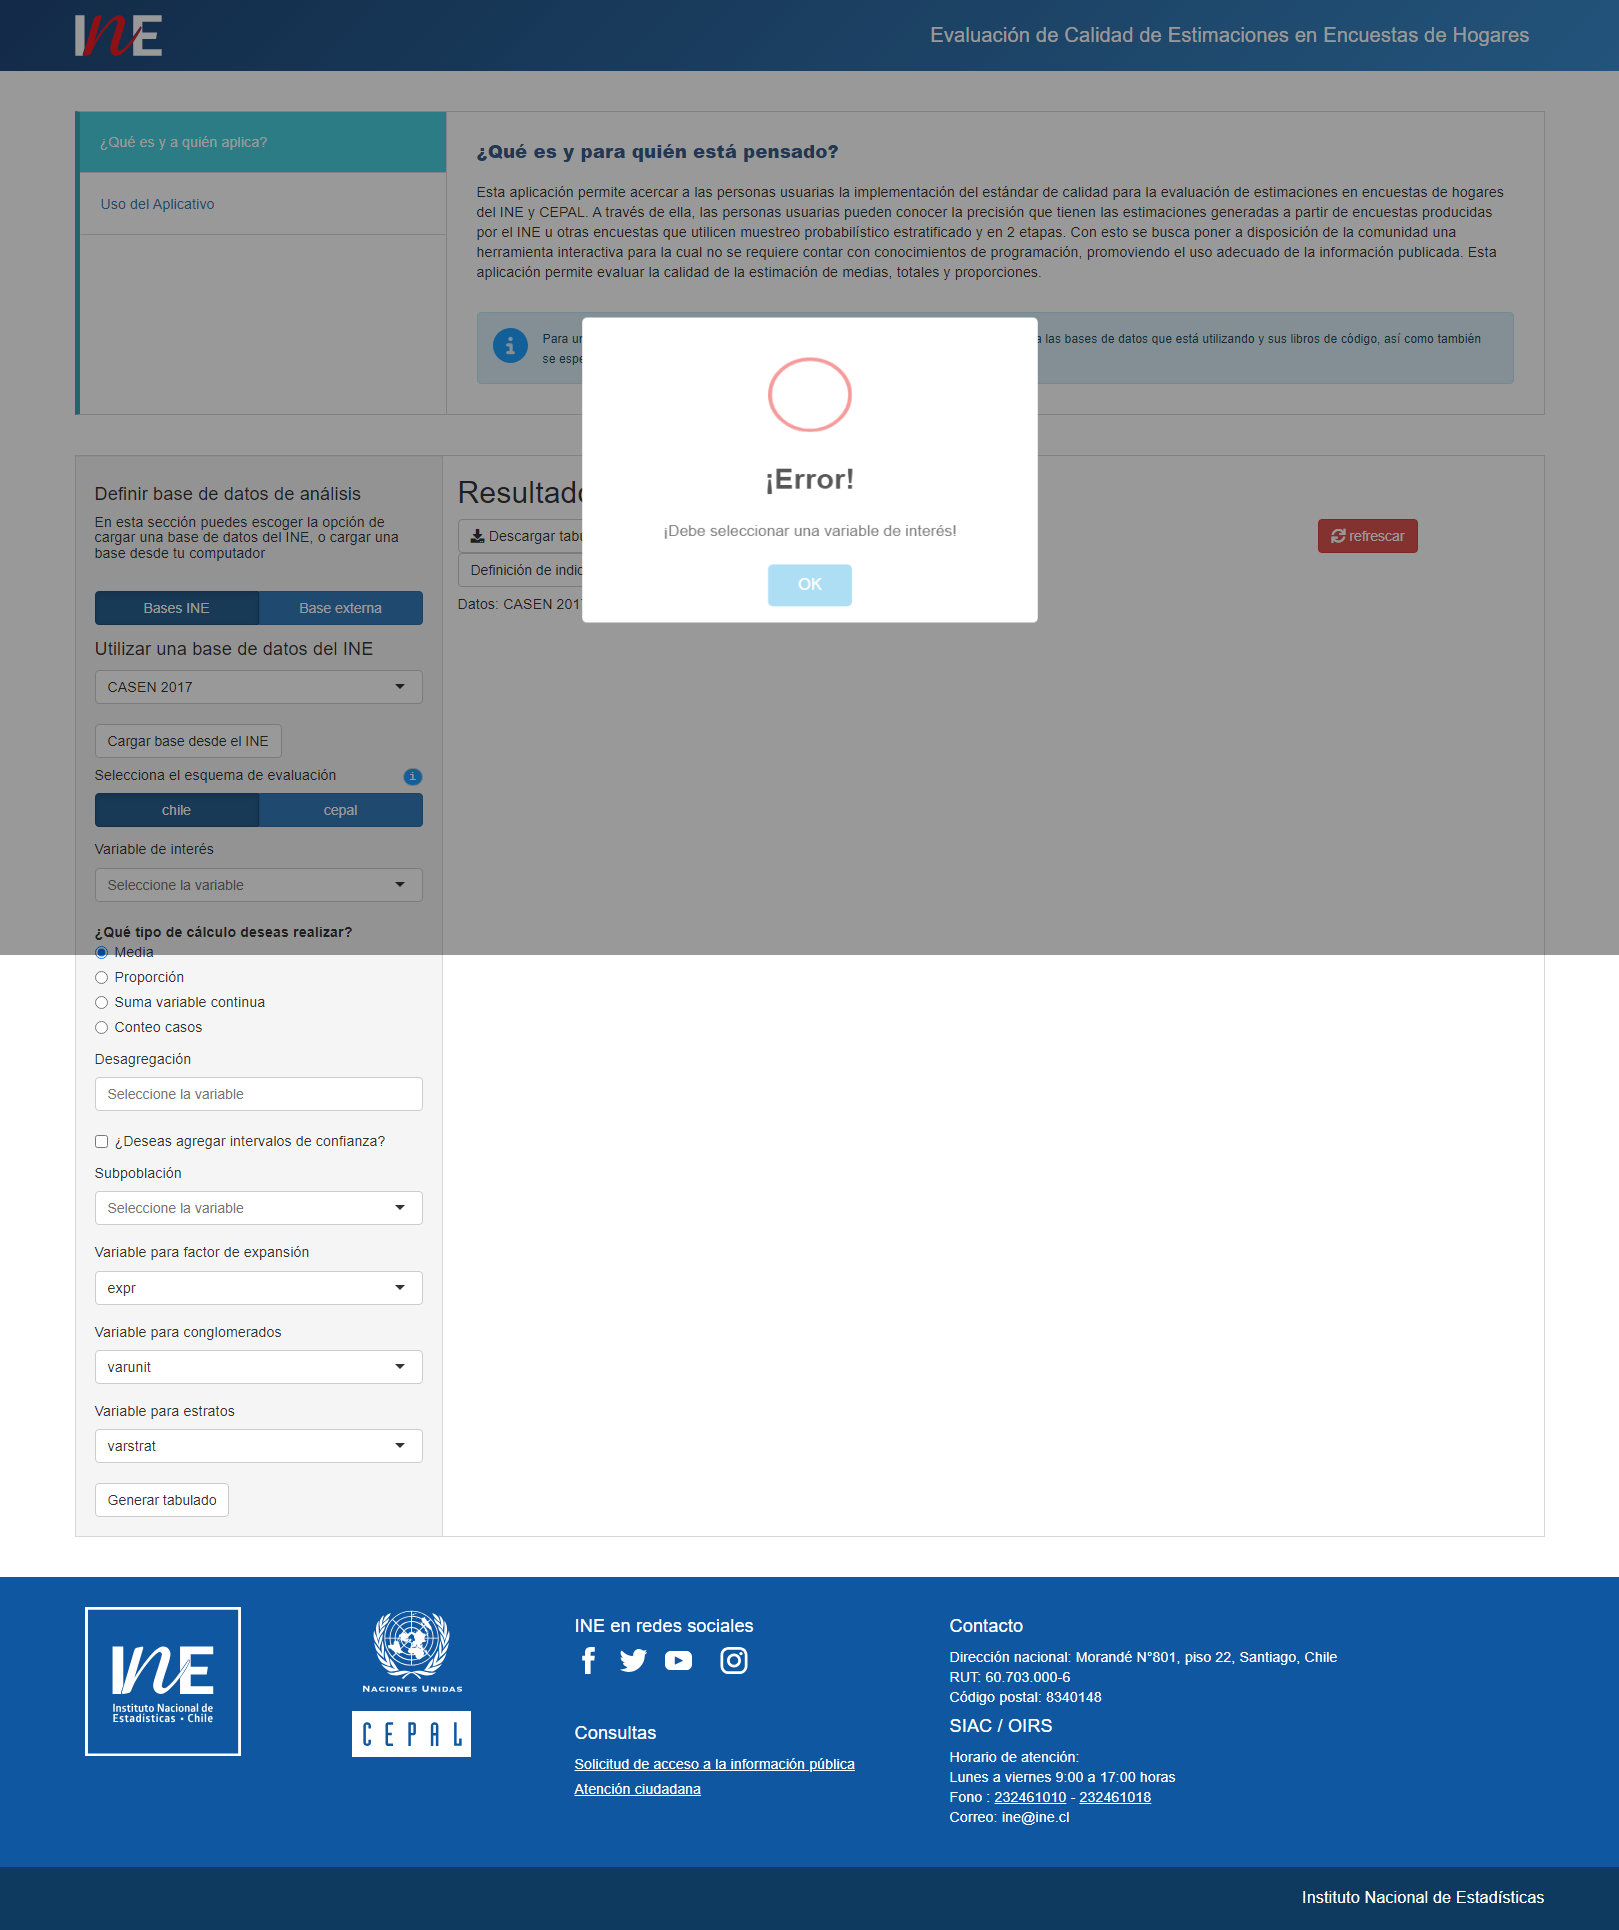 INE
Evaluación de Calidad de Estimaciones en Encuestas de Hogares
¿Qué es y a quién aplica?
Uso del Aplicativo
¿Qué es y para quién está pensado?
Esta aplicación permite acercar a las personas usuarias la implementación del estándar de calidad para la evaluación de estimaciones en encuestas de hogares
del INE y CEPAL. A través de ella, las personas usuarias pueden conocer la precisión que tienen las estimaciones generadas a partir de encuestas producidas
por el INE u otras encuestas que utilicen muestreo probabilístico estratificado y en 2 etapas. Con esto se busca poner a disposición de la comunidad una
herramienta interactiva para la cual no se requiere contar con conocimientos de programación, promoviendo el uso adecuado de la información publicada. Esta
aplicación permite evaluar la calidad de la estimación de medias, totales y proporciones.
Para
las bases de datos que está utilizando y sus libros de código, así como también
se
¡Error!
¡Debe seleccionar una variable de interés!
OK
Definir base de datos de análisis
En esta sección puedes escoger la opción de
cargar una base de datos del INE, o cargar una
base desde tu computador
Bases INE
Base externa
Utilizar una base de datos del INE
CASEN 2017
Cargar base desde el INE
Selecciona el esquema de evaluación
i
chile
cepal
Variable de interés
Seleccione la variable
¿Qué tipo de cálculo deseas realizar?
Media
Proporción
Suma variable continua
Conteo casos
Desagregación
Seleccione la variable
¿Deseas agregar intervalos de confianza?
Subpoblación
Seleccione la variable
Variable para factor de expansión
expr
Variable para conglomerados
varunit
Variable para estratos
varstrat
Generar tabulado
Resultado
Descargar tabu
refrescar
Definición de indic
Datos: CASEN 201
INE
Instituto Nacional de
Estadísticas • Chile
NACIONES UNIDAS
CEPAL
INE en redes sociales
Consultas
Solicitud de acceso a la información pública
Atención ciudadana
Contacto
Dirección nacional: Morandé N°801, piso 22, Santiago, Chile
RUT: 60.703.000-6
Código postal: 8340148
SIAC / OIRS
Horario de atención:
Lunes a viernes 9:00 a 17:00 horas
Fono : 232461010 - 232461018
Correo: ine@ine.cl
Instituto Nacional de Estadísticas